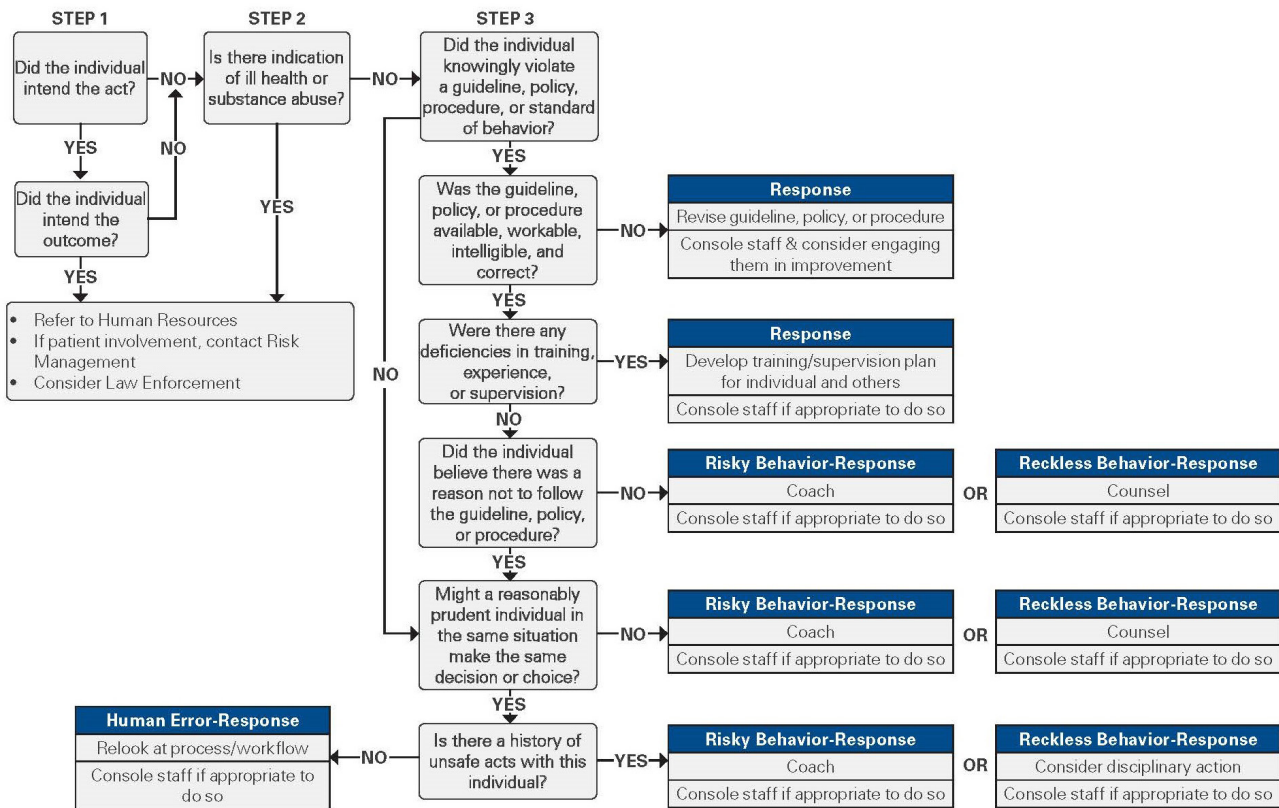 STEP 1
STEP 2
STEP 3
Did the individual
intend the act?
NO
Is there indication
of ill health or
substance abuse?
NO
Did the individual
knowingly violate
a guideline, policy,
procedure, or standard
of behavior?
YES
NO
YES
Did the individual
intend the
outcome?
YES
YES
Was the guideline,
policy, or procedure
available, workable,
intelligible, and
correct?
NO
Response
Revise guideline, policy, or procedure
Console staff & consider engaging
them in improvement
YES
• Refer to Human Resources
• If patient involvement, contact Risk
Management
• Consider Law Enforcement
NO
Were there any
deficiencies in training,
experience,
or supervision?
YES
Response
Develop training/supervision plan
for individual and others
Console staff if appropriate to do so
NO
Did the individual
believe there was a
reason not to follow
the guideline, policy,
or procedure?
NO
Risky Behavior-Response
Coach
Console staff if appropriate to do so
OR
Reckless Behavior-Response
Counsel
Console staff if appropriate to do so
YES
Might a reasonably
prudent individual in
the same situation
make the same
decision or choice?
NO
Risky Behavior-Response
Coach
Console staff if appropriate to do so
OR
Reckless Behavior-Response
Counsel
Console staff if appropriate to do so
YES
Human Error-Response
Relook at process/workflow
Console staff if appropriate to
do so
NO
Is there a history of
unsafe acts with this
individual?
YES
Risky Behavior-Response
Coach
Console staff if appropriate to do so
OR
Reckless Behavior-Response
Consider disciplinary action
Console staff if appropriate to do so